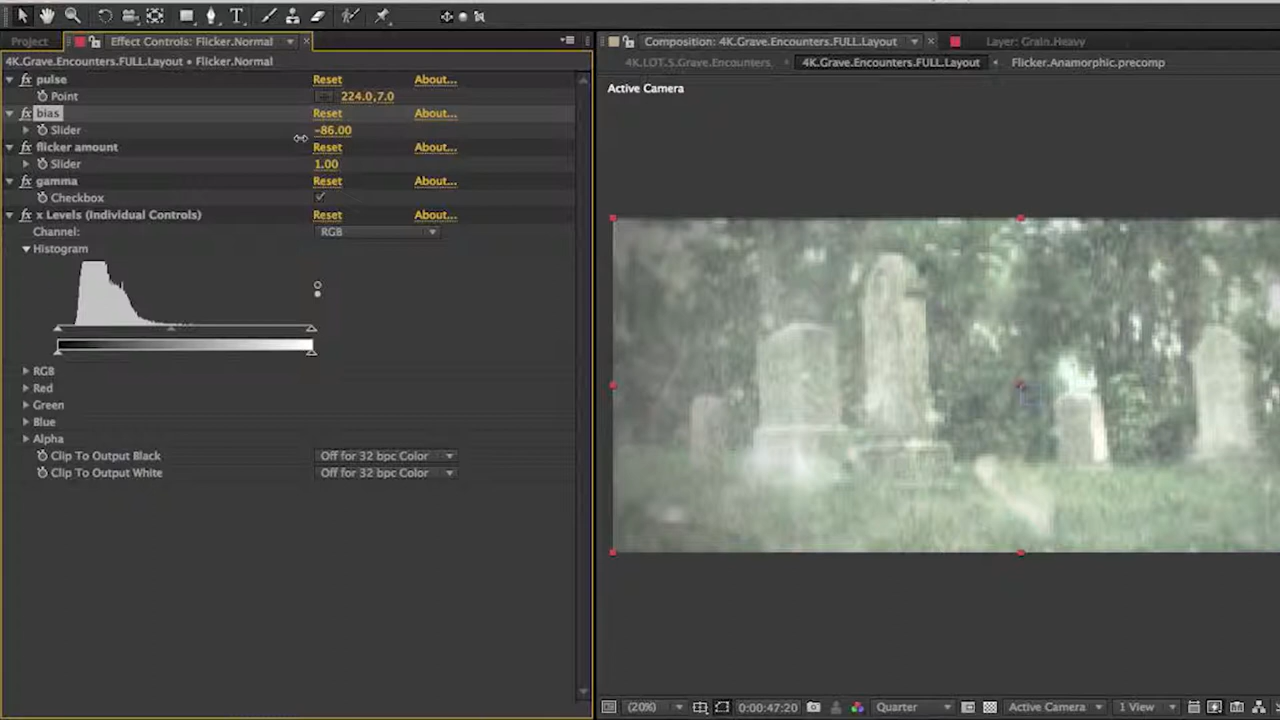 Project
Effect Controls: Flicker.Normal
4K.Grave.Encounters.FULL.Layout • Flicker.Normal
fx pulse Reset About...
Point 224.0,7.0
fx bias Reset About...
Slider -86.00
fx flicker amount Reset About...
Slider 1.00
fx gamma Reset About...
Checkbox
fx x Levels (Individual Controls) Reset About...
Channel: RGB
Histogram
RGB
Red
Green
Blue
Alpha
Clip To Output Black Off for 32 bpc Color
Clip To Output White Off for 32 bpc Color
Composition: 4K.Grave.Encounters.FULL.Layout
Layer: Grain.Heavy
4K.LOT.S.Grave.Encounters.
4K.Grave.Encounters.FULL.Layout
Flicker.Anamorphic.precomp
Active Camera
(20%) 0:00:47:20 Quarter Active Camera 1 View